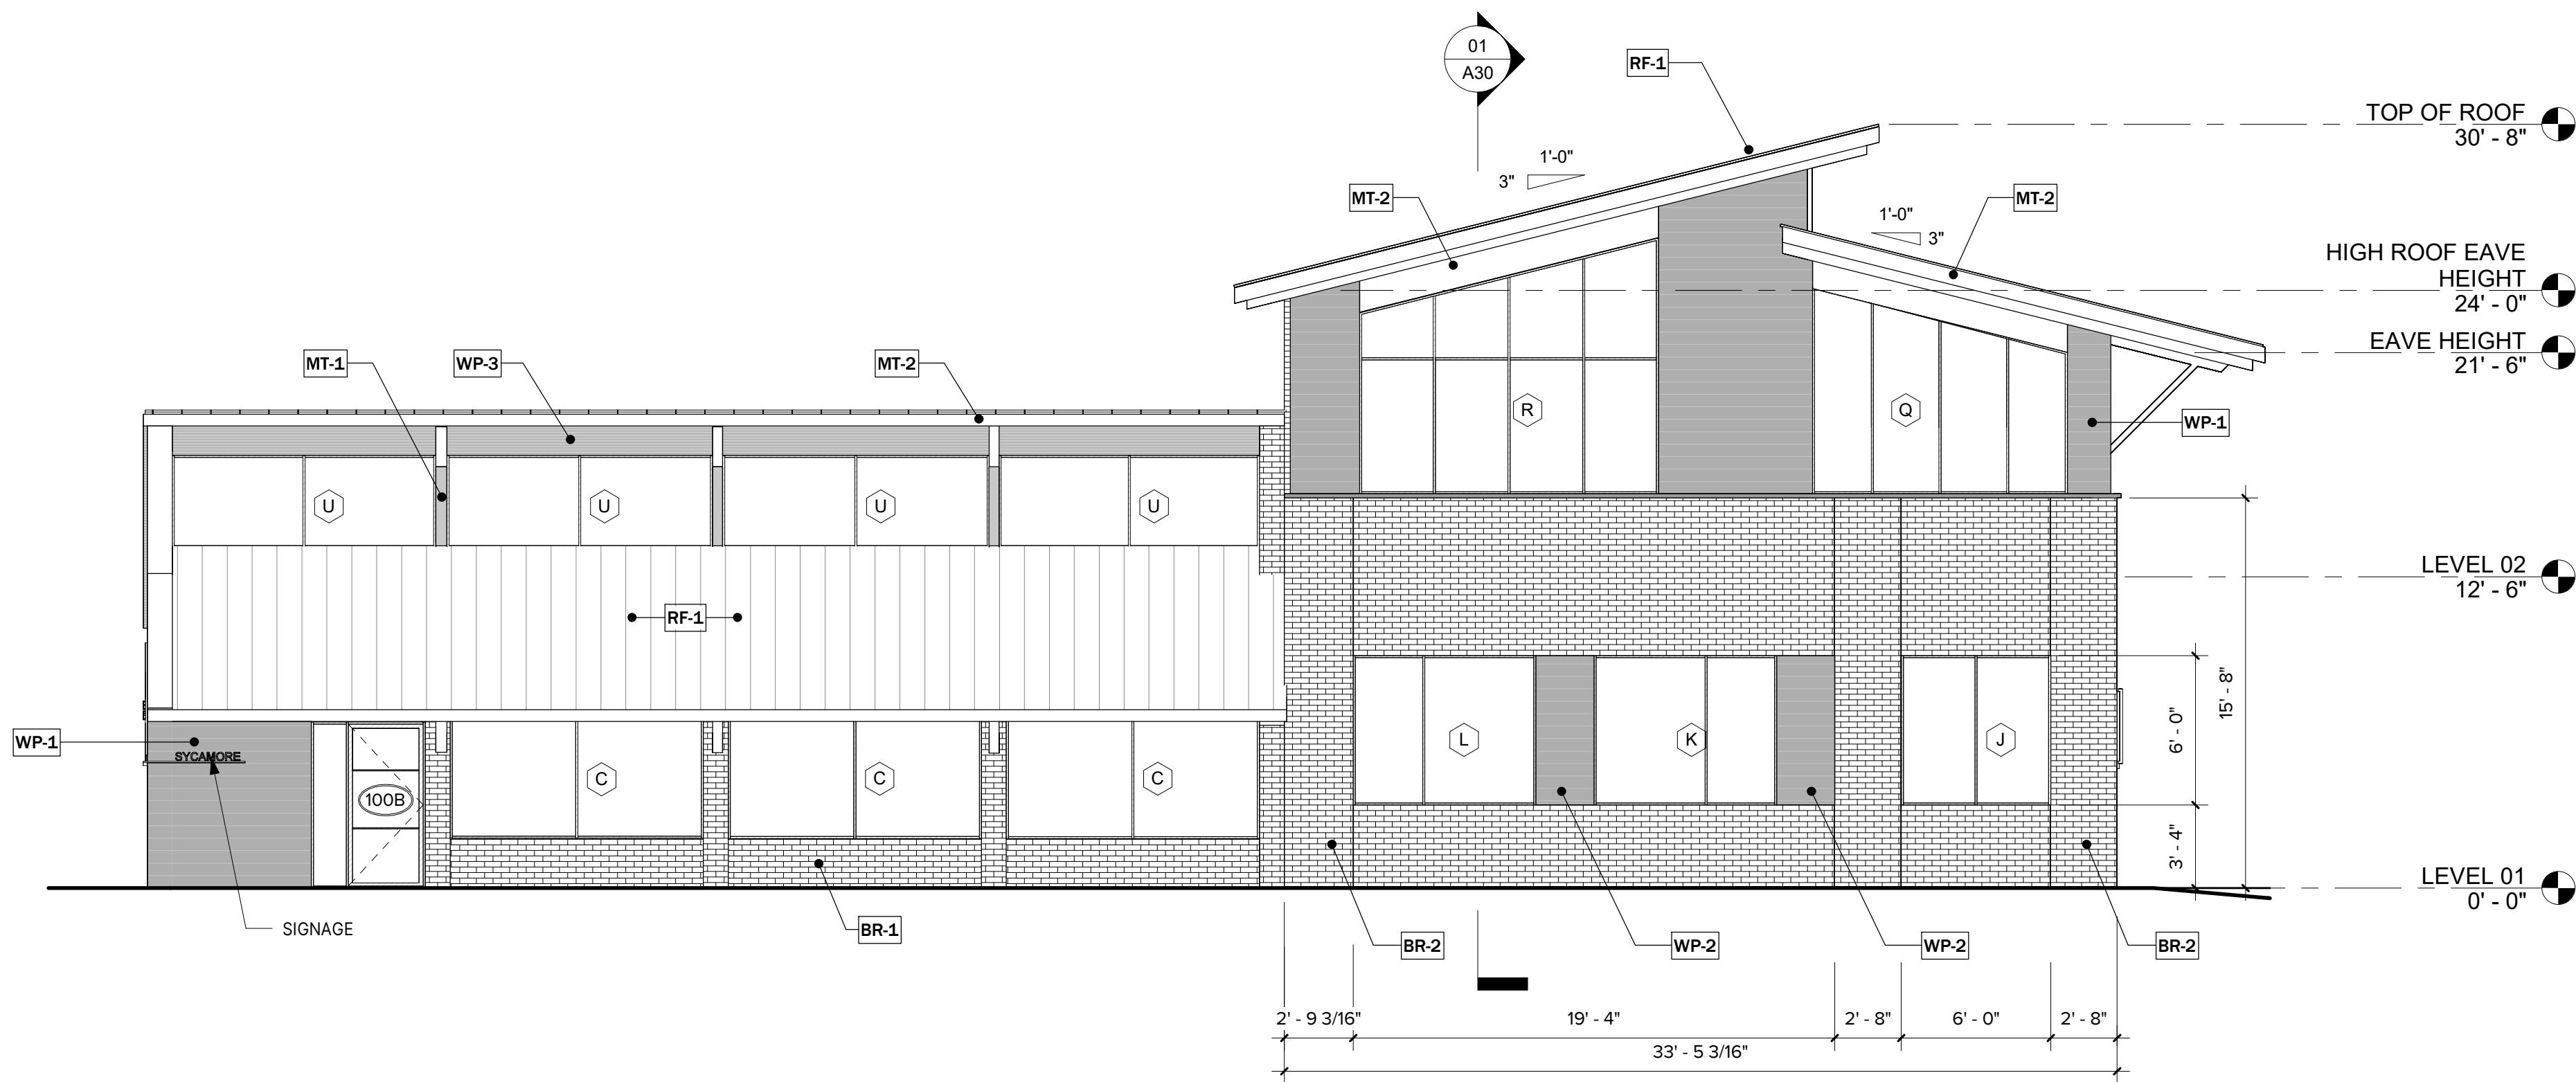 01
A30
RF-1
TOP OF ROOF
30' - 8"
1'-0"
3"
MT-2
1'-0"
3"
MT-2
HIGH ROOF EAVE
HEIGHT
24' - 0"
EAVE HEIGHT
21' - 6"
MT-1
WP-3
MT-2
R
Q
WP-1
U
U
U
U
LEVEL 02
12' - 6"
RF-1
15' - 8"
6' - 0"
3' - 4"
WP-1
SYCAMORE
100B
C
C
C
L
K
J
LEVEL 01
0' - 0"
SIGNAGE
BR-1
BR-2
WP-2
WP-2
BR-2
2' - 9 3/16"
19' - 4"
2' - 8"
6' - 0"
2' - 8"
33' - 5 3/16"